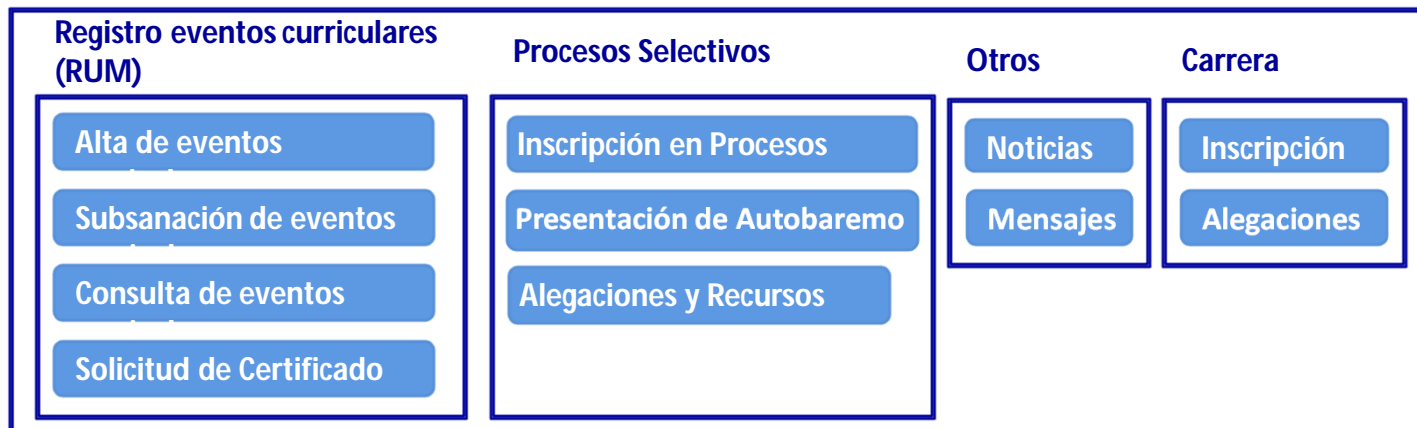 Registro eventos curriculares
(RUM)
Alta de eventos
Subsanación de eventos
Consulta de eventos
Solicitud de Certificado
Procesos Selectivos
Inscripción en Procesos
Presentación de Autobaremo
Alegaciones y Recursos
Otros
Noticias
Mensajes
Carrera
Inscripción
Alegaciones